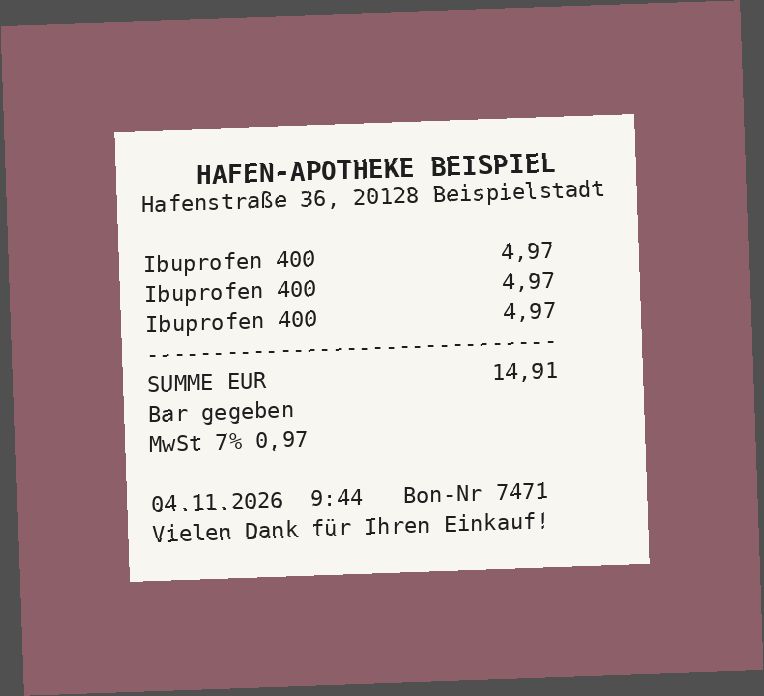 HAFEN-APOTHEKE BEISPIEL
Hafenstraße 36, 20128 Beispielstadt
Ibuprofen 400 4,97
Ibuprofen 400 4,97
Ibuprofen 400 4,97
-------------------------------
SUMME EUR 14,91
Bar gegeben
MwSt 7% 0,97
04.11.2026 9:44 Bon-Nr 7471
Vielen Dank für Ihren Einkauf!